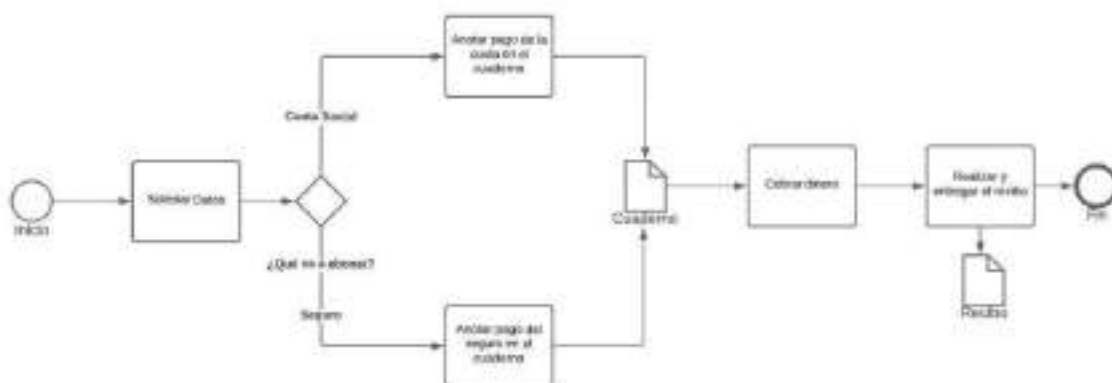 Anotar pago de la
cuota en el
cuaderno
Cuota Social
Solicitar Datos
Inicio
¿Qué va a abonar?
Seguro
Anotar pago del
seguro en el
cuaderno
Cuaderno
Cobrar dinero
Realizar y
entregar el recibo
Fin
Recibo